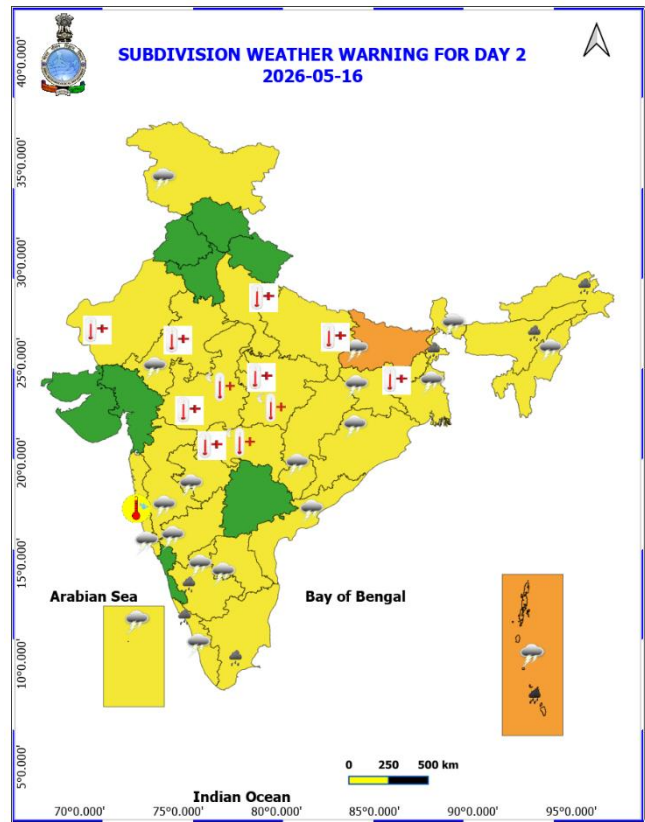 SUBDIVISION WEATHER WARNING FOR DAY 2
2026-05-16
40°0.000'
35°0.000'
30°0.000'
25°0.000'
20°0.000'
15°0.000'
10°0.000'
5°0.000'
Arabian Sea
Bay of Bengal
0 250 500 km
Indian Ocean
70°0.000' 75°0.000' 80°0.000' 85°0.000' 90°0.000' 95°0.000'